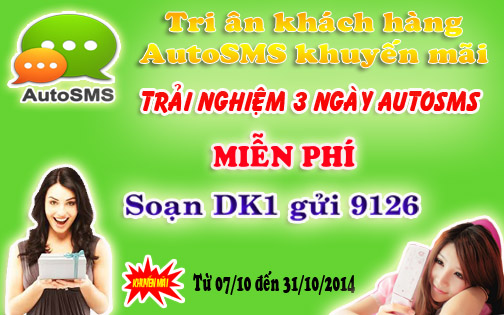 Tri ân khách hàng
AutoSMS khuyến mãi
AutoSMS
TRẢI NGHIỆM 3 NGÀY AUTOSMS
MIỄN PHÍ
Soạn DK1 gửi 9126
KHUYẾN MÃI
Từ 07/10 đến 31/10/2014